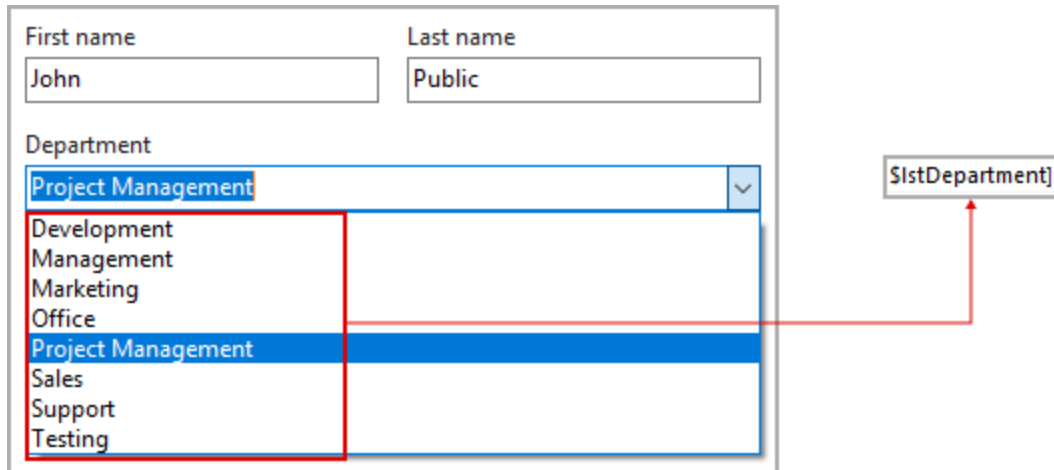 First name
Last name
John
Public
Department
Project Management
$lstDepartment]
Development
Management
Marketing
Office
Project Management
Sales
Support
Testing